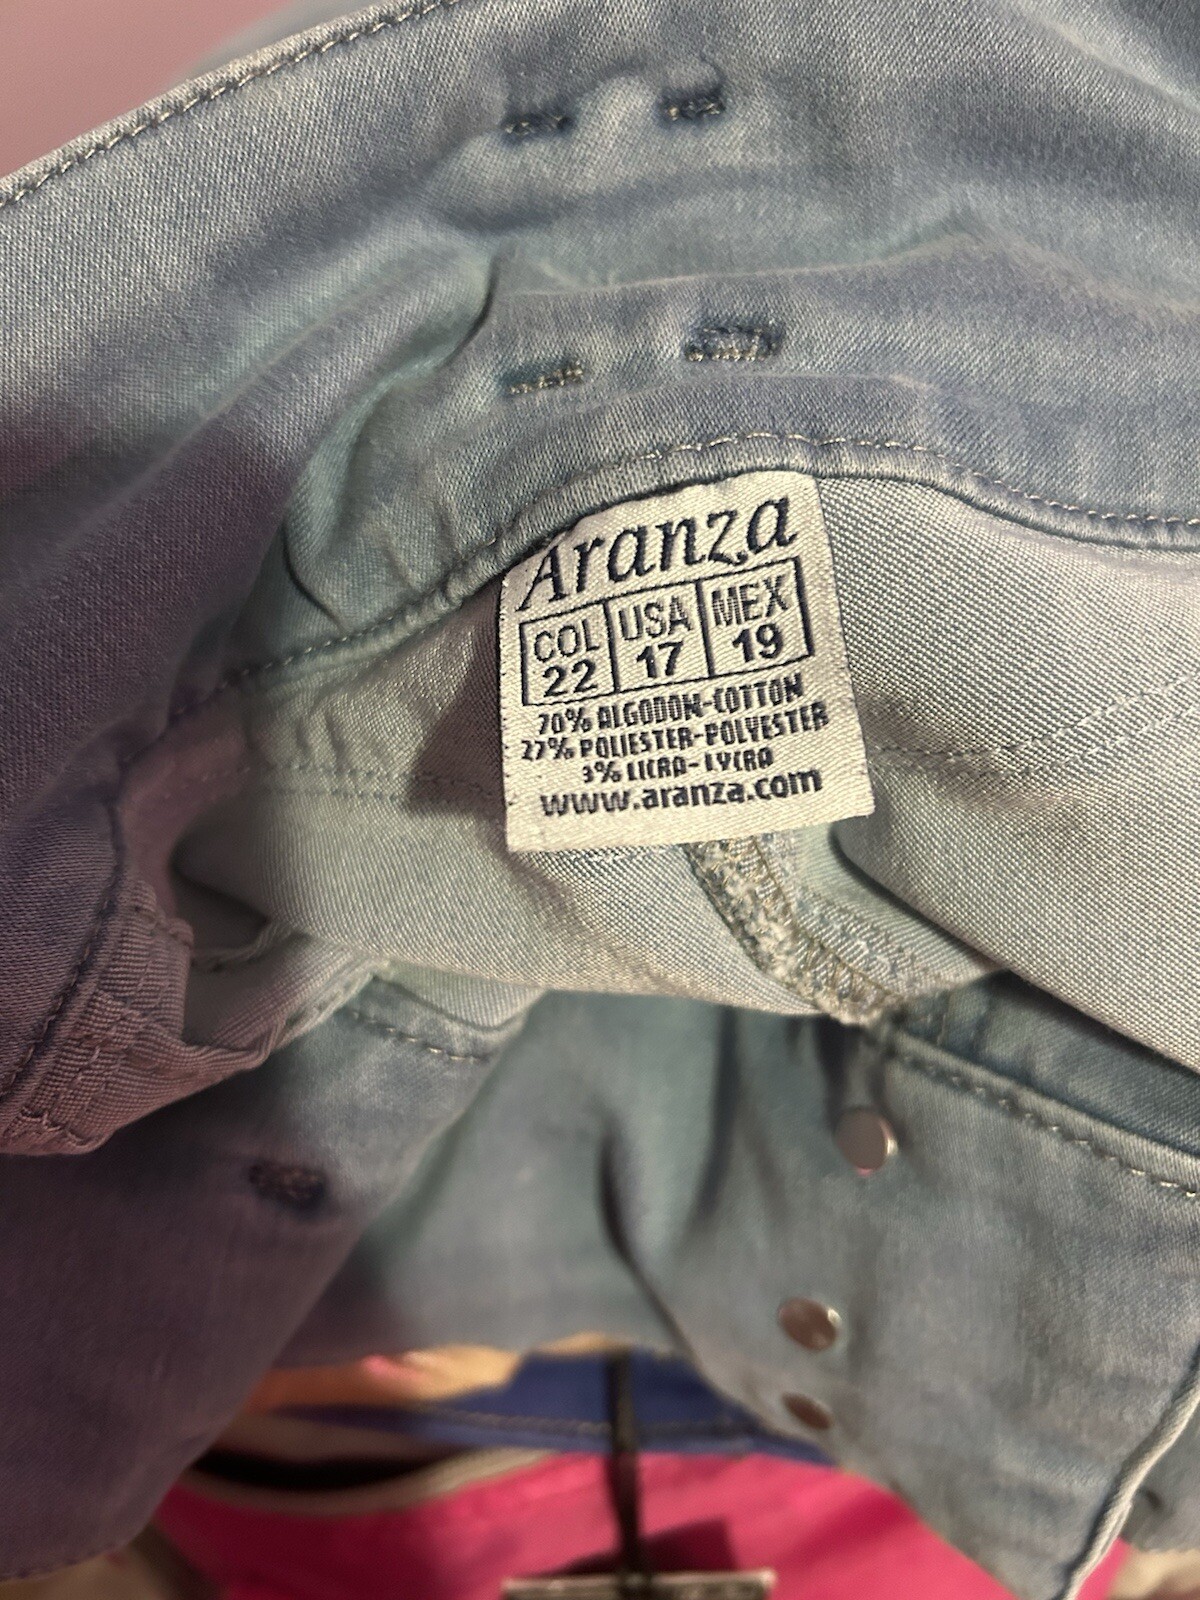 Aranza
COL USA MEX
22 17 19
70% ALGODON-COTTON
27% POLIESTER-POLYESTER
3% LICRA-LYCRA
www.aranza.com